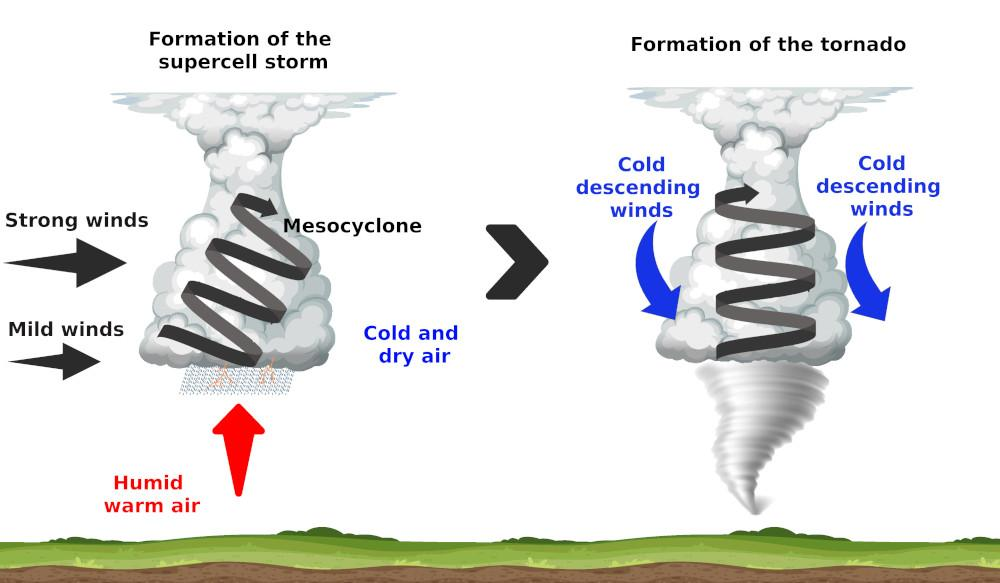 Formation of the
supercell storm
Strong winds
Mesocyclone
Mild winds
Cold and
dry air
Humid
warm air
Formation of the tornado
Cold
descending
winds
Cold
descending
winds